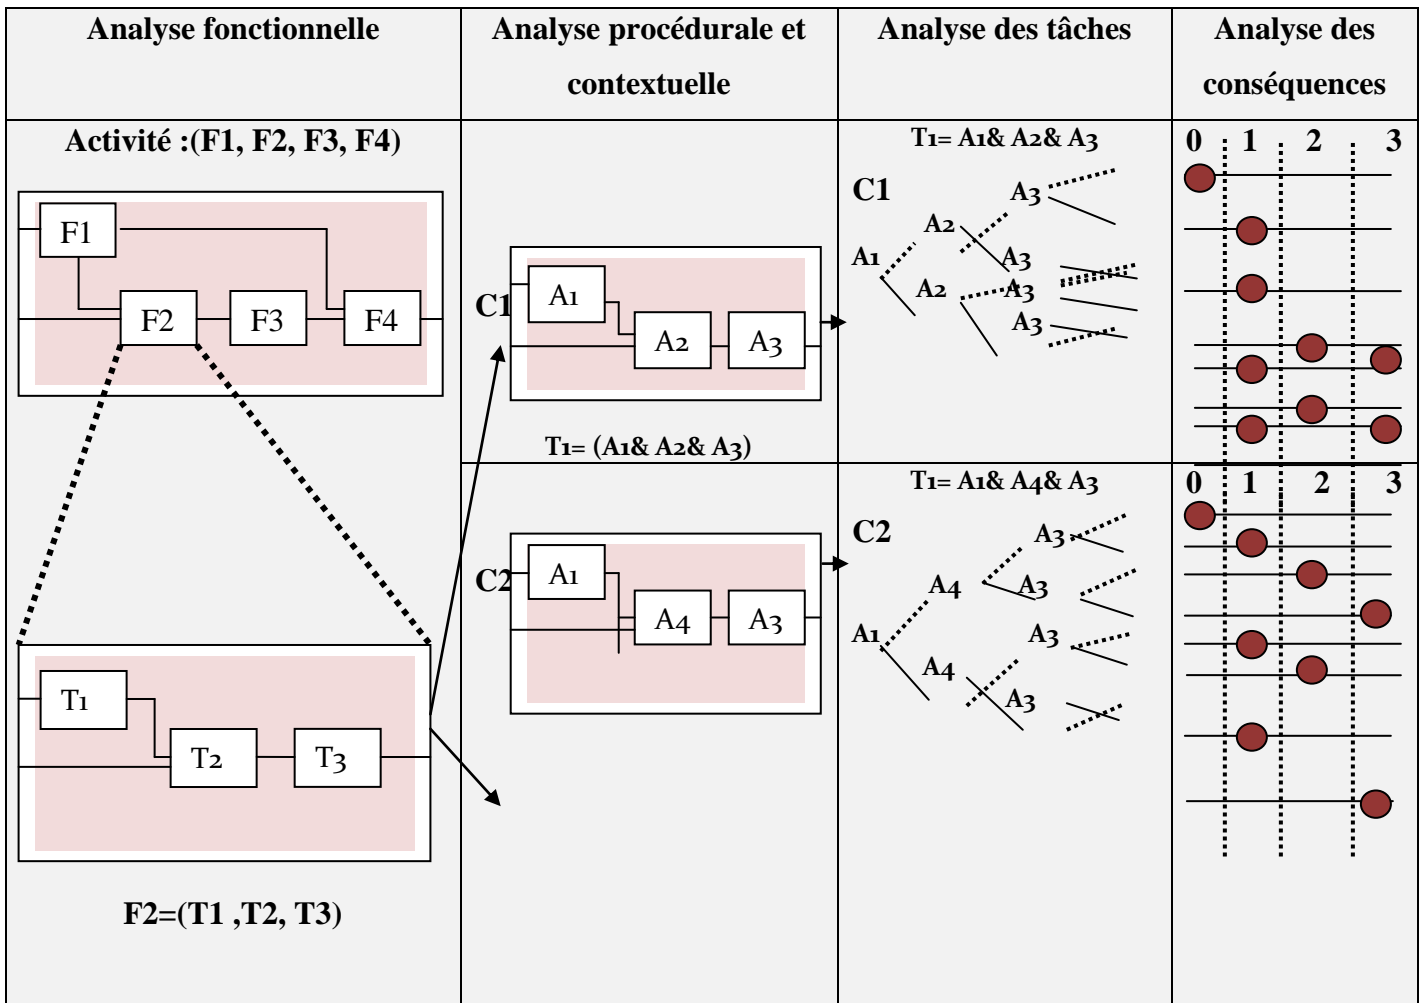 Analyse fonctionnelle
Analyse procédurale et
contextuelle
Analyse des tâches
Analyse des
conséquences
Activité :(F1, F2, F3, F4)
F1
F2
F3
F4
T1
T2
T3
F2=(T1 ,T2, T3)
C1
A1
A2
A3
T1= (A1& A2& A3)
C2
A1
A4
A3
T1= A1& A2& A3
C1
A3
A2
A1
A3
A2
A3
A3
T1= A1& A4& A3
C2
A3
A4
A3
A1
A3
A4
A3
0 1 2 3
0 1 2 3